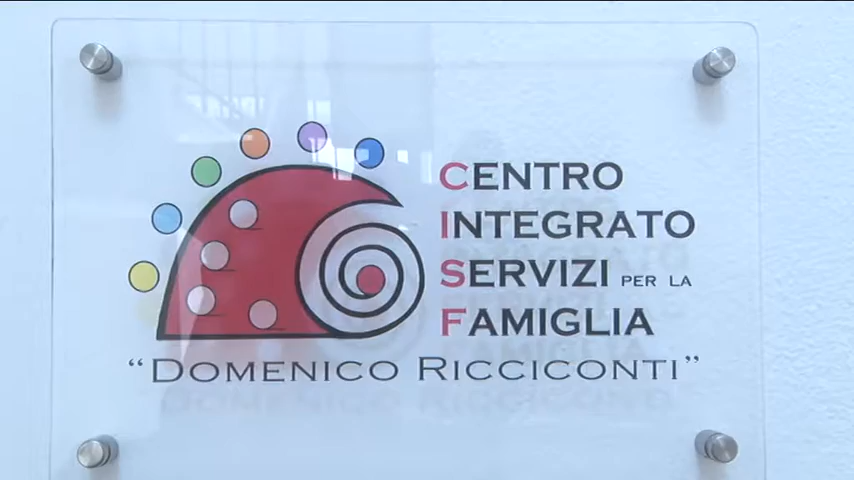 CENTRO
INTEGRATO
SERVIZI PER LA
FAMIGLIA
"DOMENICO RICCICONTI"